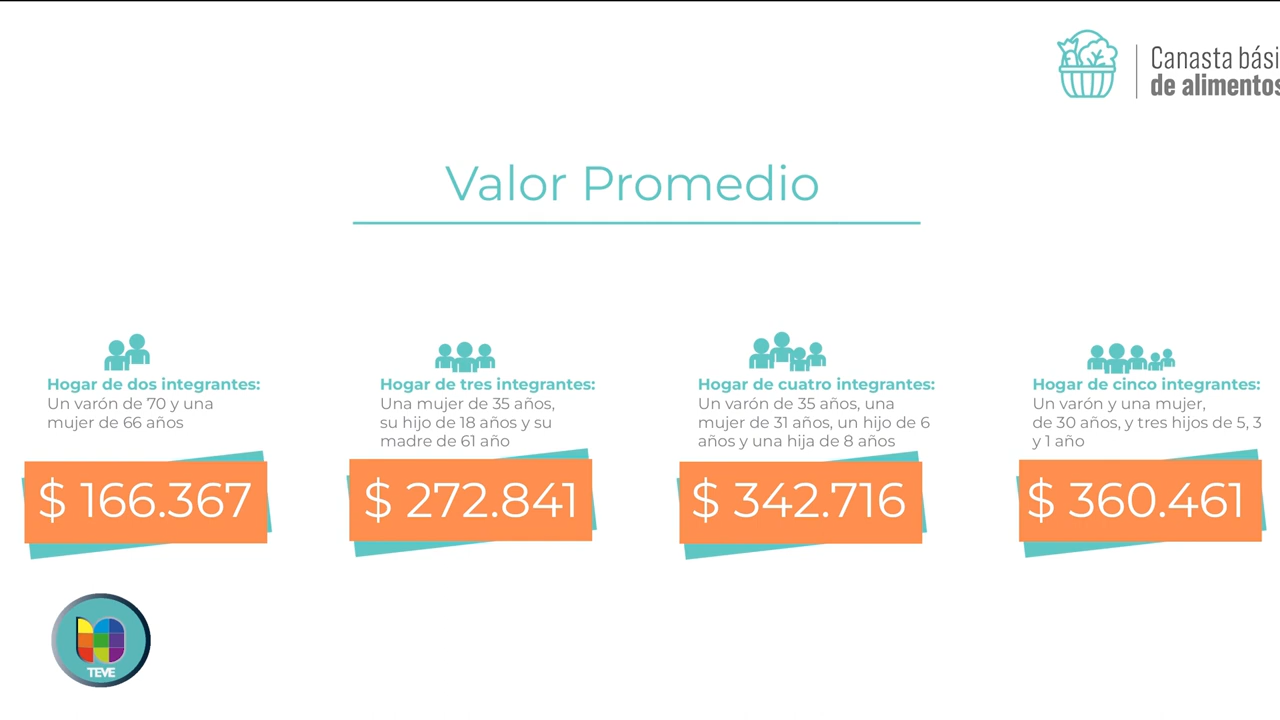 Canasta bási
de alimentos
Valor Promedio
Hogar de dos integrantes:
Un varón de 70 y una
mujer de 66 años
$ 166.367
Hogar de tres integrantes:
Una mujer de 35 años,
su hijo de 18 años y su
madre de 61 año
$ 272.841
Hogar de cuatro integrantes:
Un varón de 35 años, una
mujer de 31 años, un hijo de 6
años y una hija de 8 años
$ 342.716
Hogar de cinco integrantes:
Un varón y una mujer,
de 30 años, y tres hijos de 5, 3
y 1 año
$ 360.461
TEVE